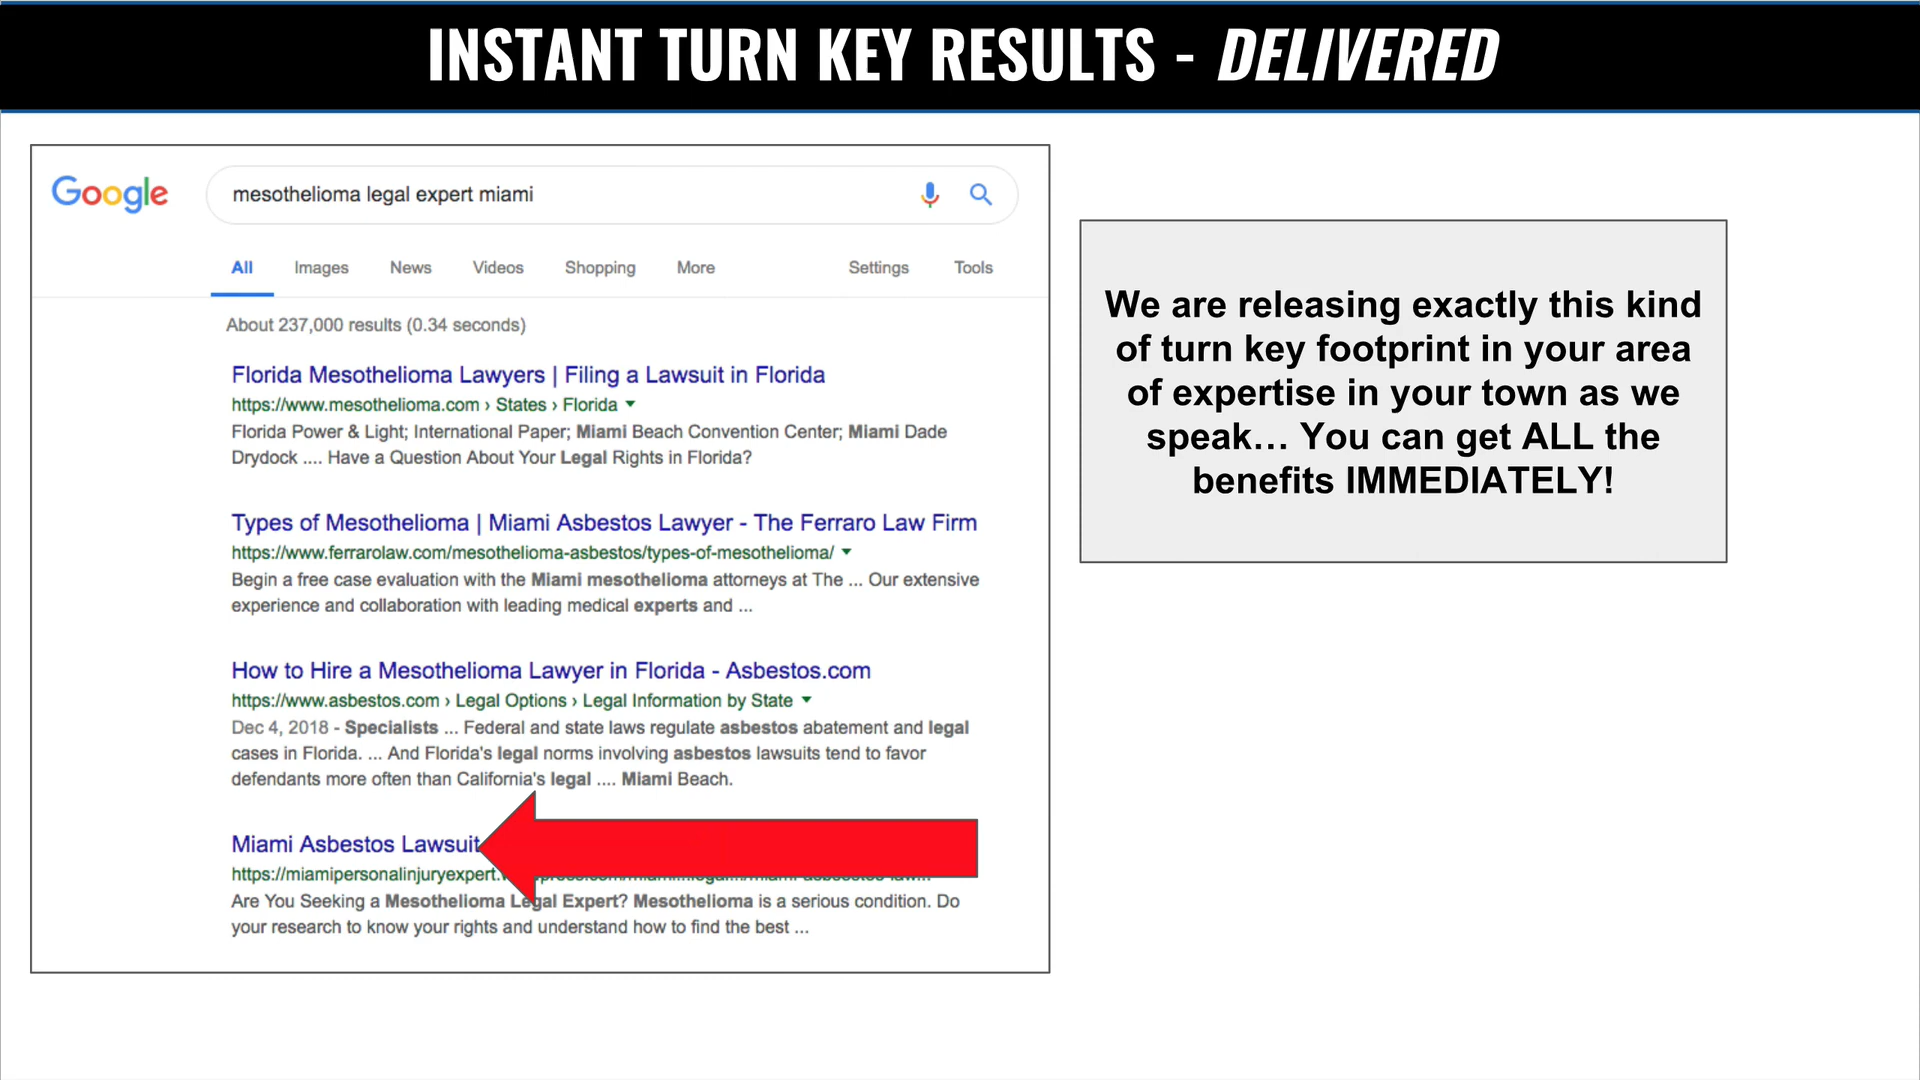 INSTANT TURN KEY RESULTS - DELIVERED
Google
mesothelioma legal expert miami
All Images News Videos Shopping More Settings Tools
About 237,000 results (0.34 seconds)
Florida Mesothelioma Lawyers | Filing a Lawsuit in Florida
https://www.mesothelioma.com › States › Florida
Florida Power & Light; International Paper; Miami Beach Convention Center; Miami Dade
Drydock .... Have a Question About Your Legal Rights in Florida?
Types of Mesothelioma | Miami Asbestos Lawyer - The Ferraro Law Firm
https://www.ferrarolaw.com/mesothelioma-asbestos/types-of-mesothelioma/
Begin a free case evaluation with the Miami mesothelioma attorneys at The ... Our extensive
experience and collaboration with leading medical experts and ...
How to Hire a Mesothelioma Lawyer in Florida - Asbestos.com
https://www.asbestos.com › Legal Options › Legal Information by State
Dec 4, 2018 - Specialists ... Federal and state laws regulate asbestos abatement and legal
cases in Florida. ... And Florida's legal norms involving asbestos lawsuits tend to favor
defendants more often than California's legal .... Miami Beach.
Miami Asbestos Lawsuit
https://miamipersonalinjuryexpert.
Are You Seeking a Mesothelioma Legal Expert? Mesothelioma is a serious condition. Do
your research to know your rights and understand how to find the best ...
We are releasing exactly this kind
of turn key footprint in your area
of expertise in your town as we
speak... You can get ALL the
benefits IMMEDIATELY!